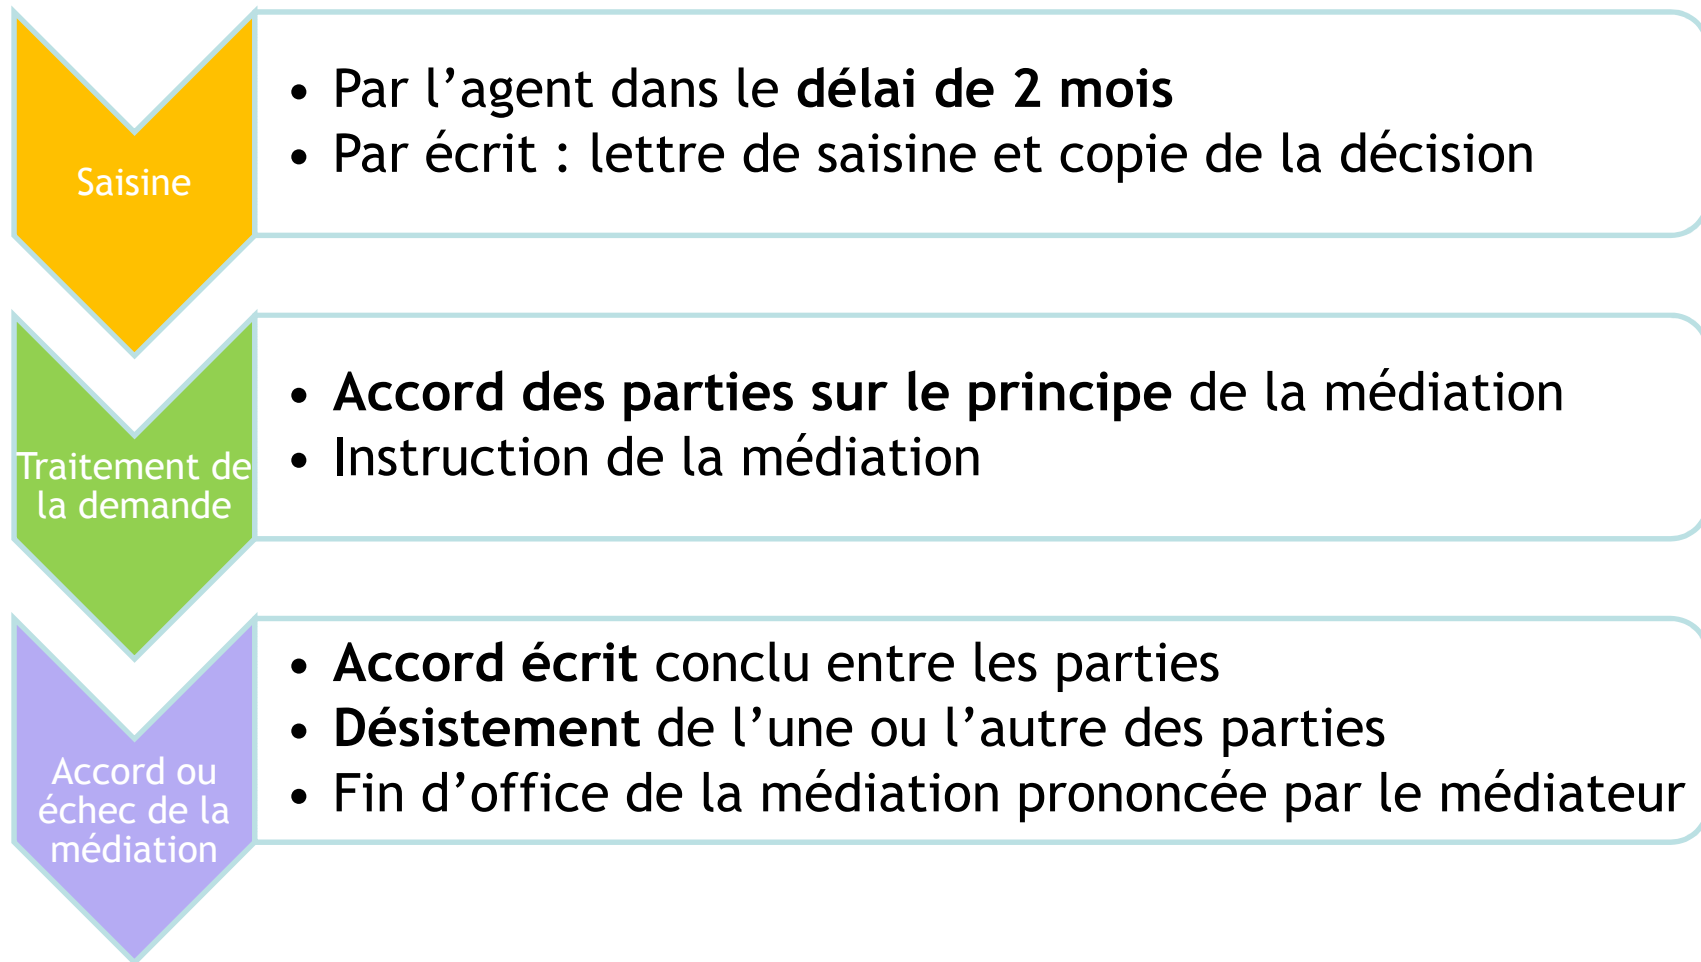 Saisine
• Par l’agent dans le délai de 2 mois
• Par écrit : lettre de saisine et copie de la décision
Traitement de
la demande
• Accord des parties sur le principe de la médiation
• Instruction de la médiation
Accord ou
échec de la
médiation
• Accord écrit conclu entre les parties
• Désistement de l’une ou l’autre des parties
• Fin d’office de la médiation prononcée par le médiateur